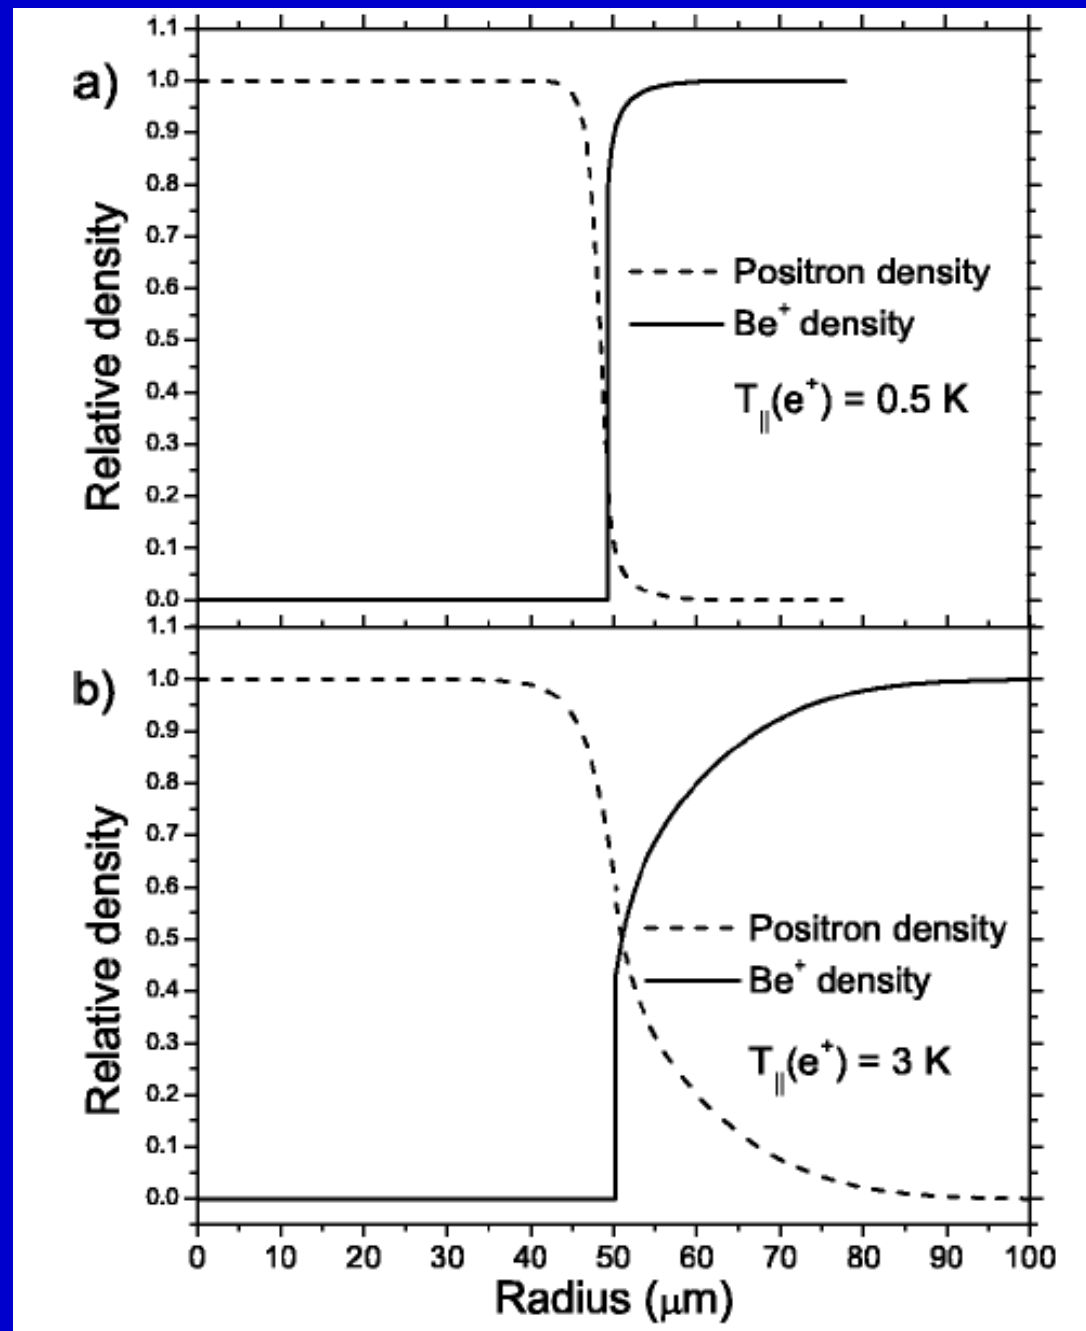 a)
Relative density
1.1
1.0
0.9
0.8
0.7
0.6
0.5
0.4
0.3
0.2
0.1
0.0
Positron density
Be⁺ density
T∥(e⁺) = 0.5 K
b)
Relative density
1.1
1.0
0.9
0.8
0.7
0.6
0.5
0.4
0.3
0.2
0.1
0.0
Positron density
Be⁺ density
T∥(e⁺) = 3 K
0 10 20 30 40 50 60 70 80 90 100
Radius (μm)